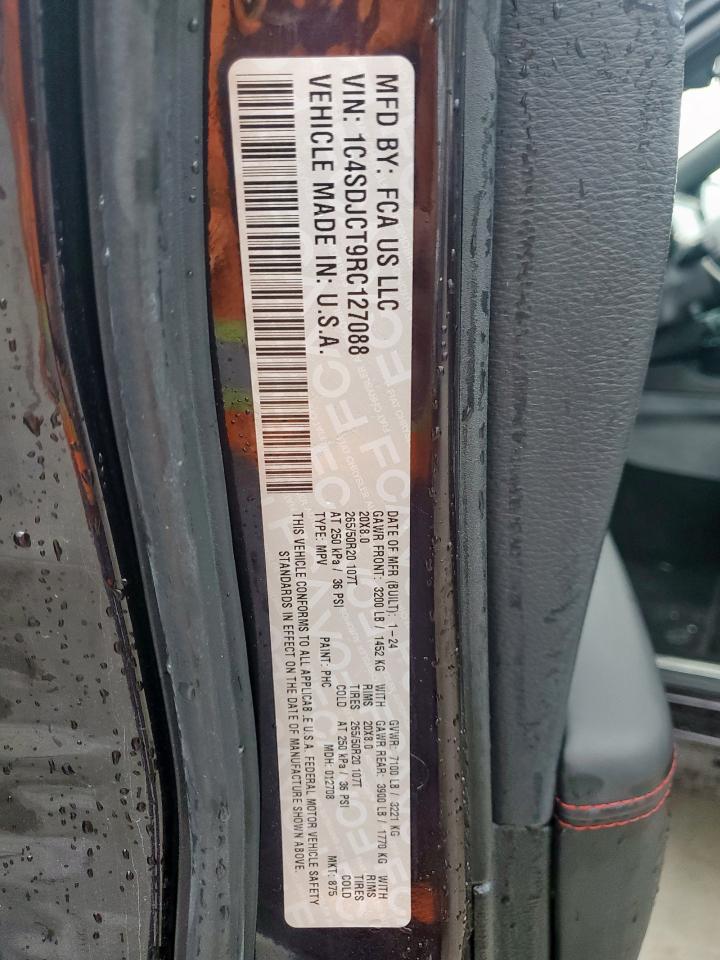 MFD BY: FCA US LLC
VIN: 1C4SDJCT9RC127088
VEHICLE MADE IN: U.S.A.
DATE OF MFR (BUILT): 1-24 GVWR: 7100 LB / 3221 KG
GAWR FRONT: 3200 LB / 1452 KG WITH GAWR REAR: 3900 LB / 1770 KG WITH
20X8.0 RIMS 20X8.0 RIMS
265/50R20 107T TIRES 265/50R20 107T TIRES
AT 250 kPa / 36 PSI COLD AT 250 kPa / 36 PSI COLD
TYPE: MPV PAINT: PHC MDH: 012708 MKT: 875
THIS VEHICLE CONFORMS TO ALL APPLICABLE U.S.A. FEDERAL MOTOR VEHICLE SAFETY
STANDARDS IN EFFECT ON THE DATE OF MANUFACTURE SHOWN ABOVE.